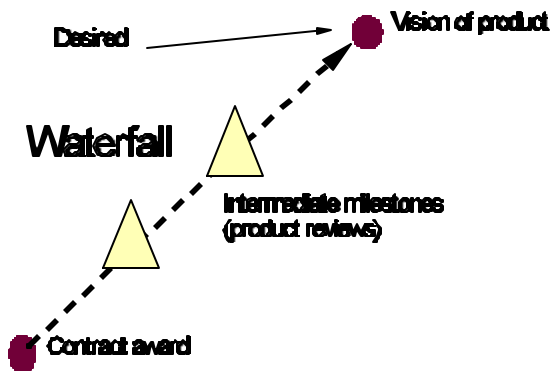 Vision of product
Desired
Waterfall
Intermediate milestones
(product reviews)
Contract award